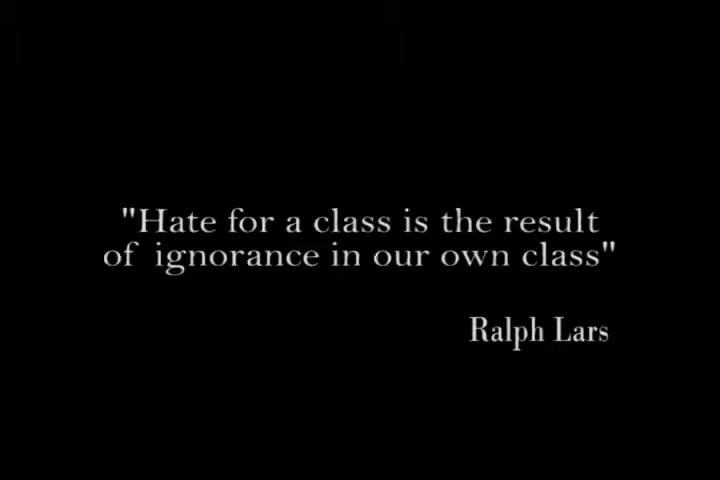 "Hate for a class is the result
of ignorance in our own class"
Ralph Lars